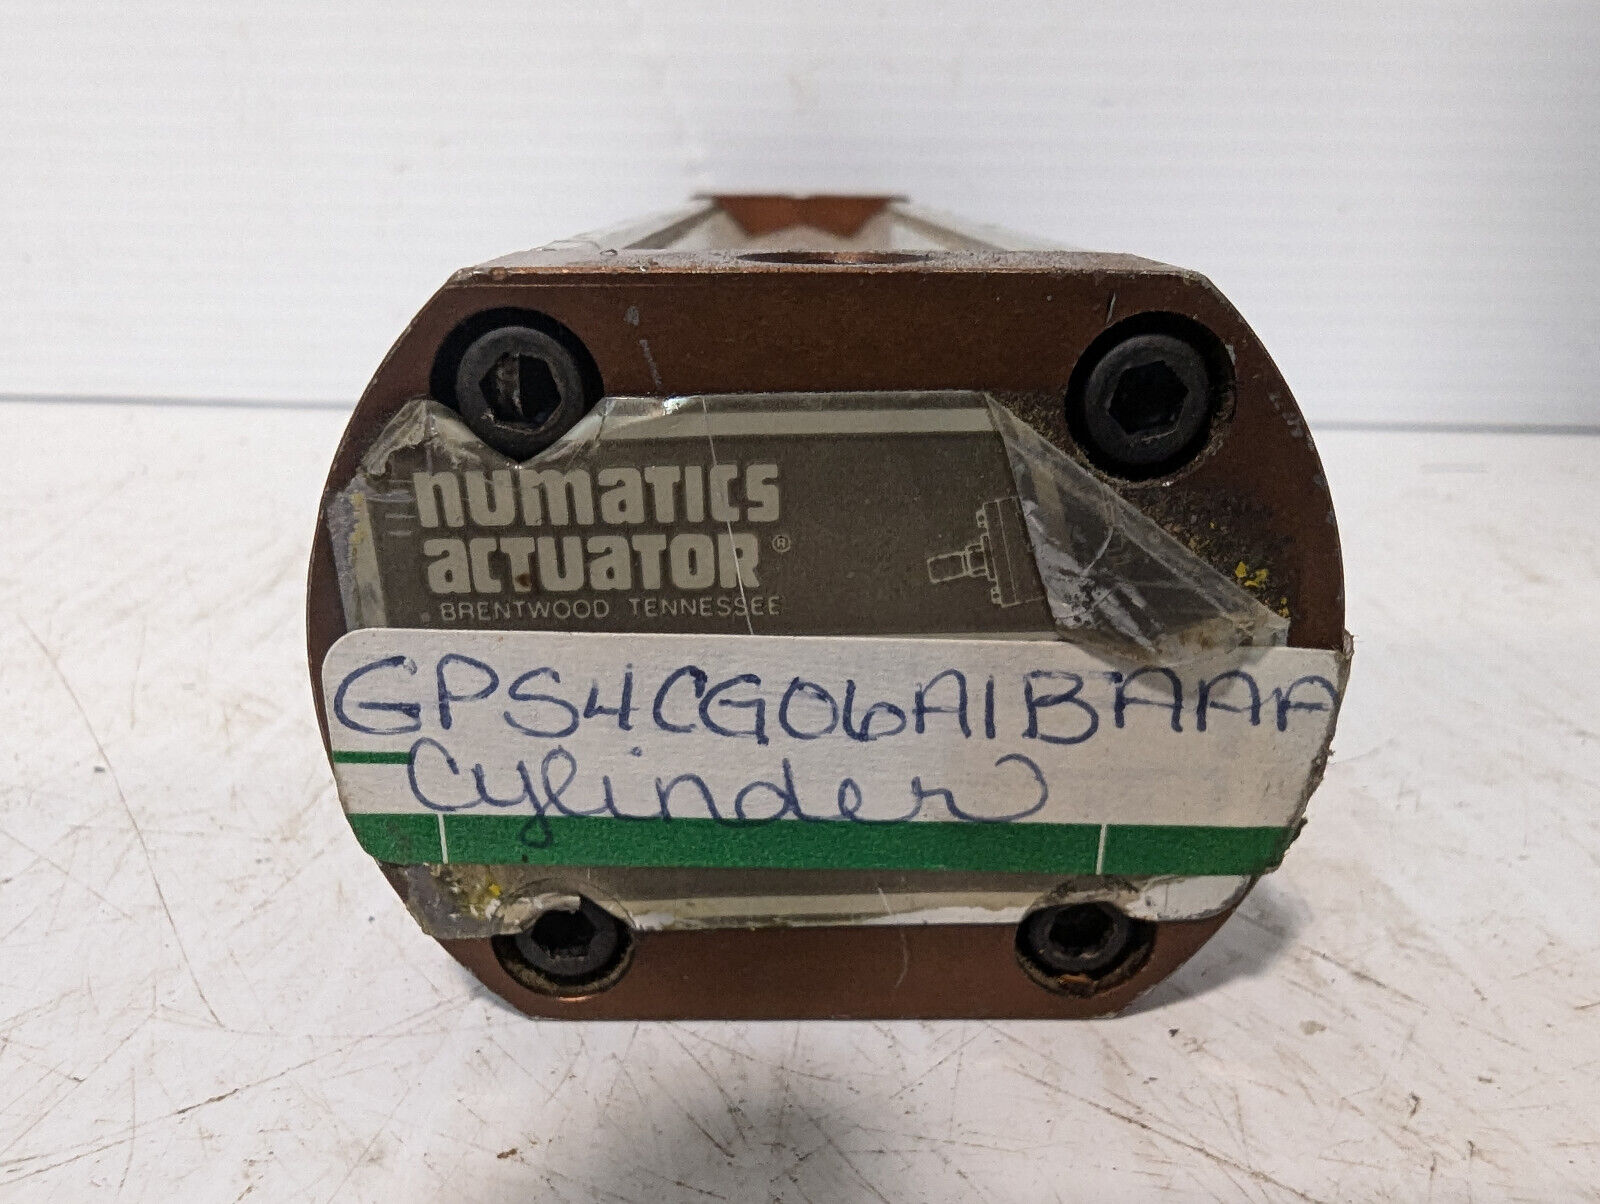 numatics
actuator®
BRENTWOOD TENNESSEE
GPS4CG06A1BAAA
Cylinder